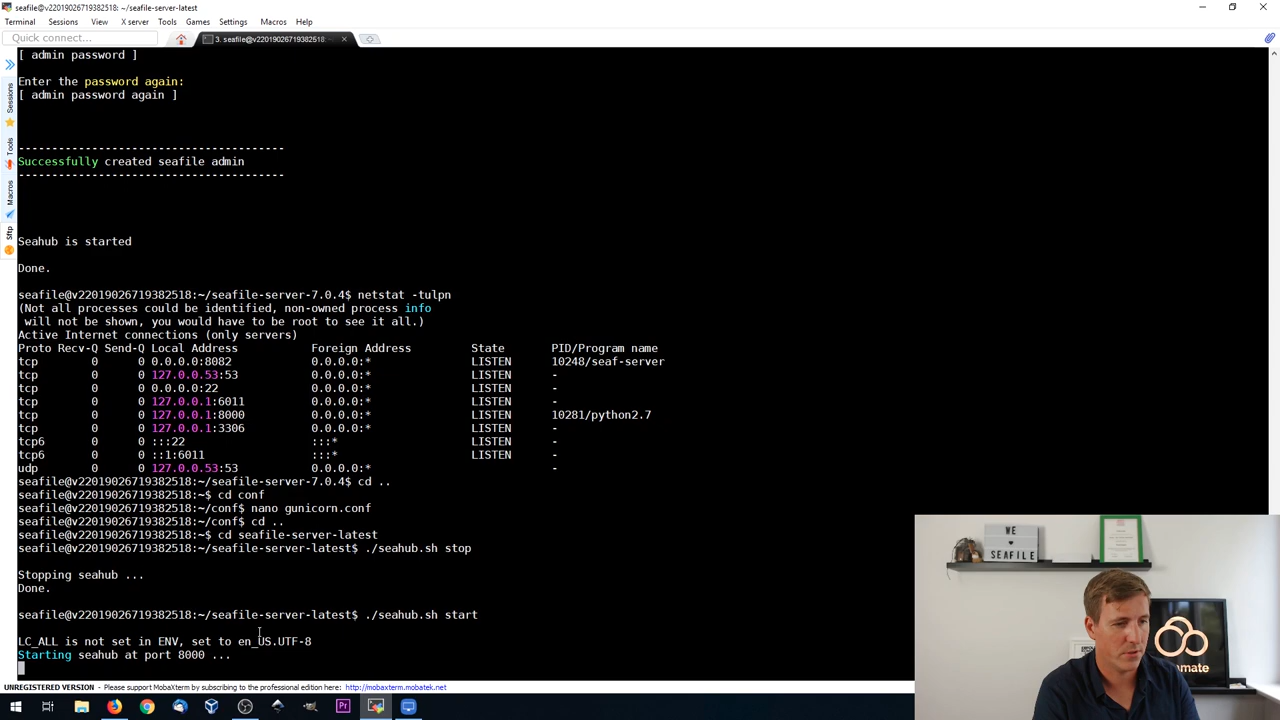 seafile@v22019026719382518: ~/seafile-server-latest
Terminal Sessions View X server Tools Games Settings Macros Help
Quick connect...
3. seafile@v22019026719382518:
[ admin password ]
Enter the password again:
[ admin password again ]
----------------------------------------
Successfully created seafile admin
----------------------------------------
Seahub is started
Done.
seafile@v22019026719382518:~/seafile-server-7.0.4$ netstat -tulpn
(Not all processes could be identified, non-owned process info
will not be shown, you would have to be root to see it all.)
Active Internet connections (only servers)
Proto Recv-Q Send-Q Local Address Foreign Address State PID/Program name
tcp 0 0 0.0.0.0:8082 0.0.0.0:* LISTEN 10248/seaf-server
tcp 0 0 127.0.0.53:53 0.0.0.0:* LISTEN -
tcp 0 0 0.0.0.0:22 0.0.0.0:* LISTEN -
tcp 0 0 127.0.0.1:6011 0.0.0.0:* LISTEN -
tcp 0 0 127.0.0.1:8000 0.0.0.0:* LISTEN 10281/python2.7
tcp 0 0 127.0.0.1:3306 0.0.0.0:* LISTEN -
tcp6 0 0 :::22 :::* LISTEN -
tcp6 0 0 ::1:6011 :::* LISTEN -
udp 0 0 127.0.0.53:53 0.0.0.0:* -
seafile@v22019026719382518:~/seafile-server-7.0.4$ cd ..
seafile@v22019026719382518:~$ cd conf
seafile@v22019026719382518:~/conf$ nano gunicorn.conf
seafile@v22019026719382518:~/conf$ cd ..
seafile@v22019026719382518:~$ cd seafile-server-latest
seafile@v22019026719382518:~/seafile-server-latest$ ./seahub.sh stop
Stopping seahub ...
Done.
seafile@v22019026719382518:~/seafile-server-latest$ ./seahub.sh start
LC_ALL is not set in ENV, set to en_US.UTF-8
Starting seahub at port 8000 ...
Sessions
Tools
Macros
Sftp
WE
SEAFILE
mate
UNREGISTERED VERSION - Please support MobaXterm by subscribing to the professional edition here: http://mobaxterm.mobatek.net
Pr